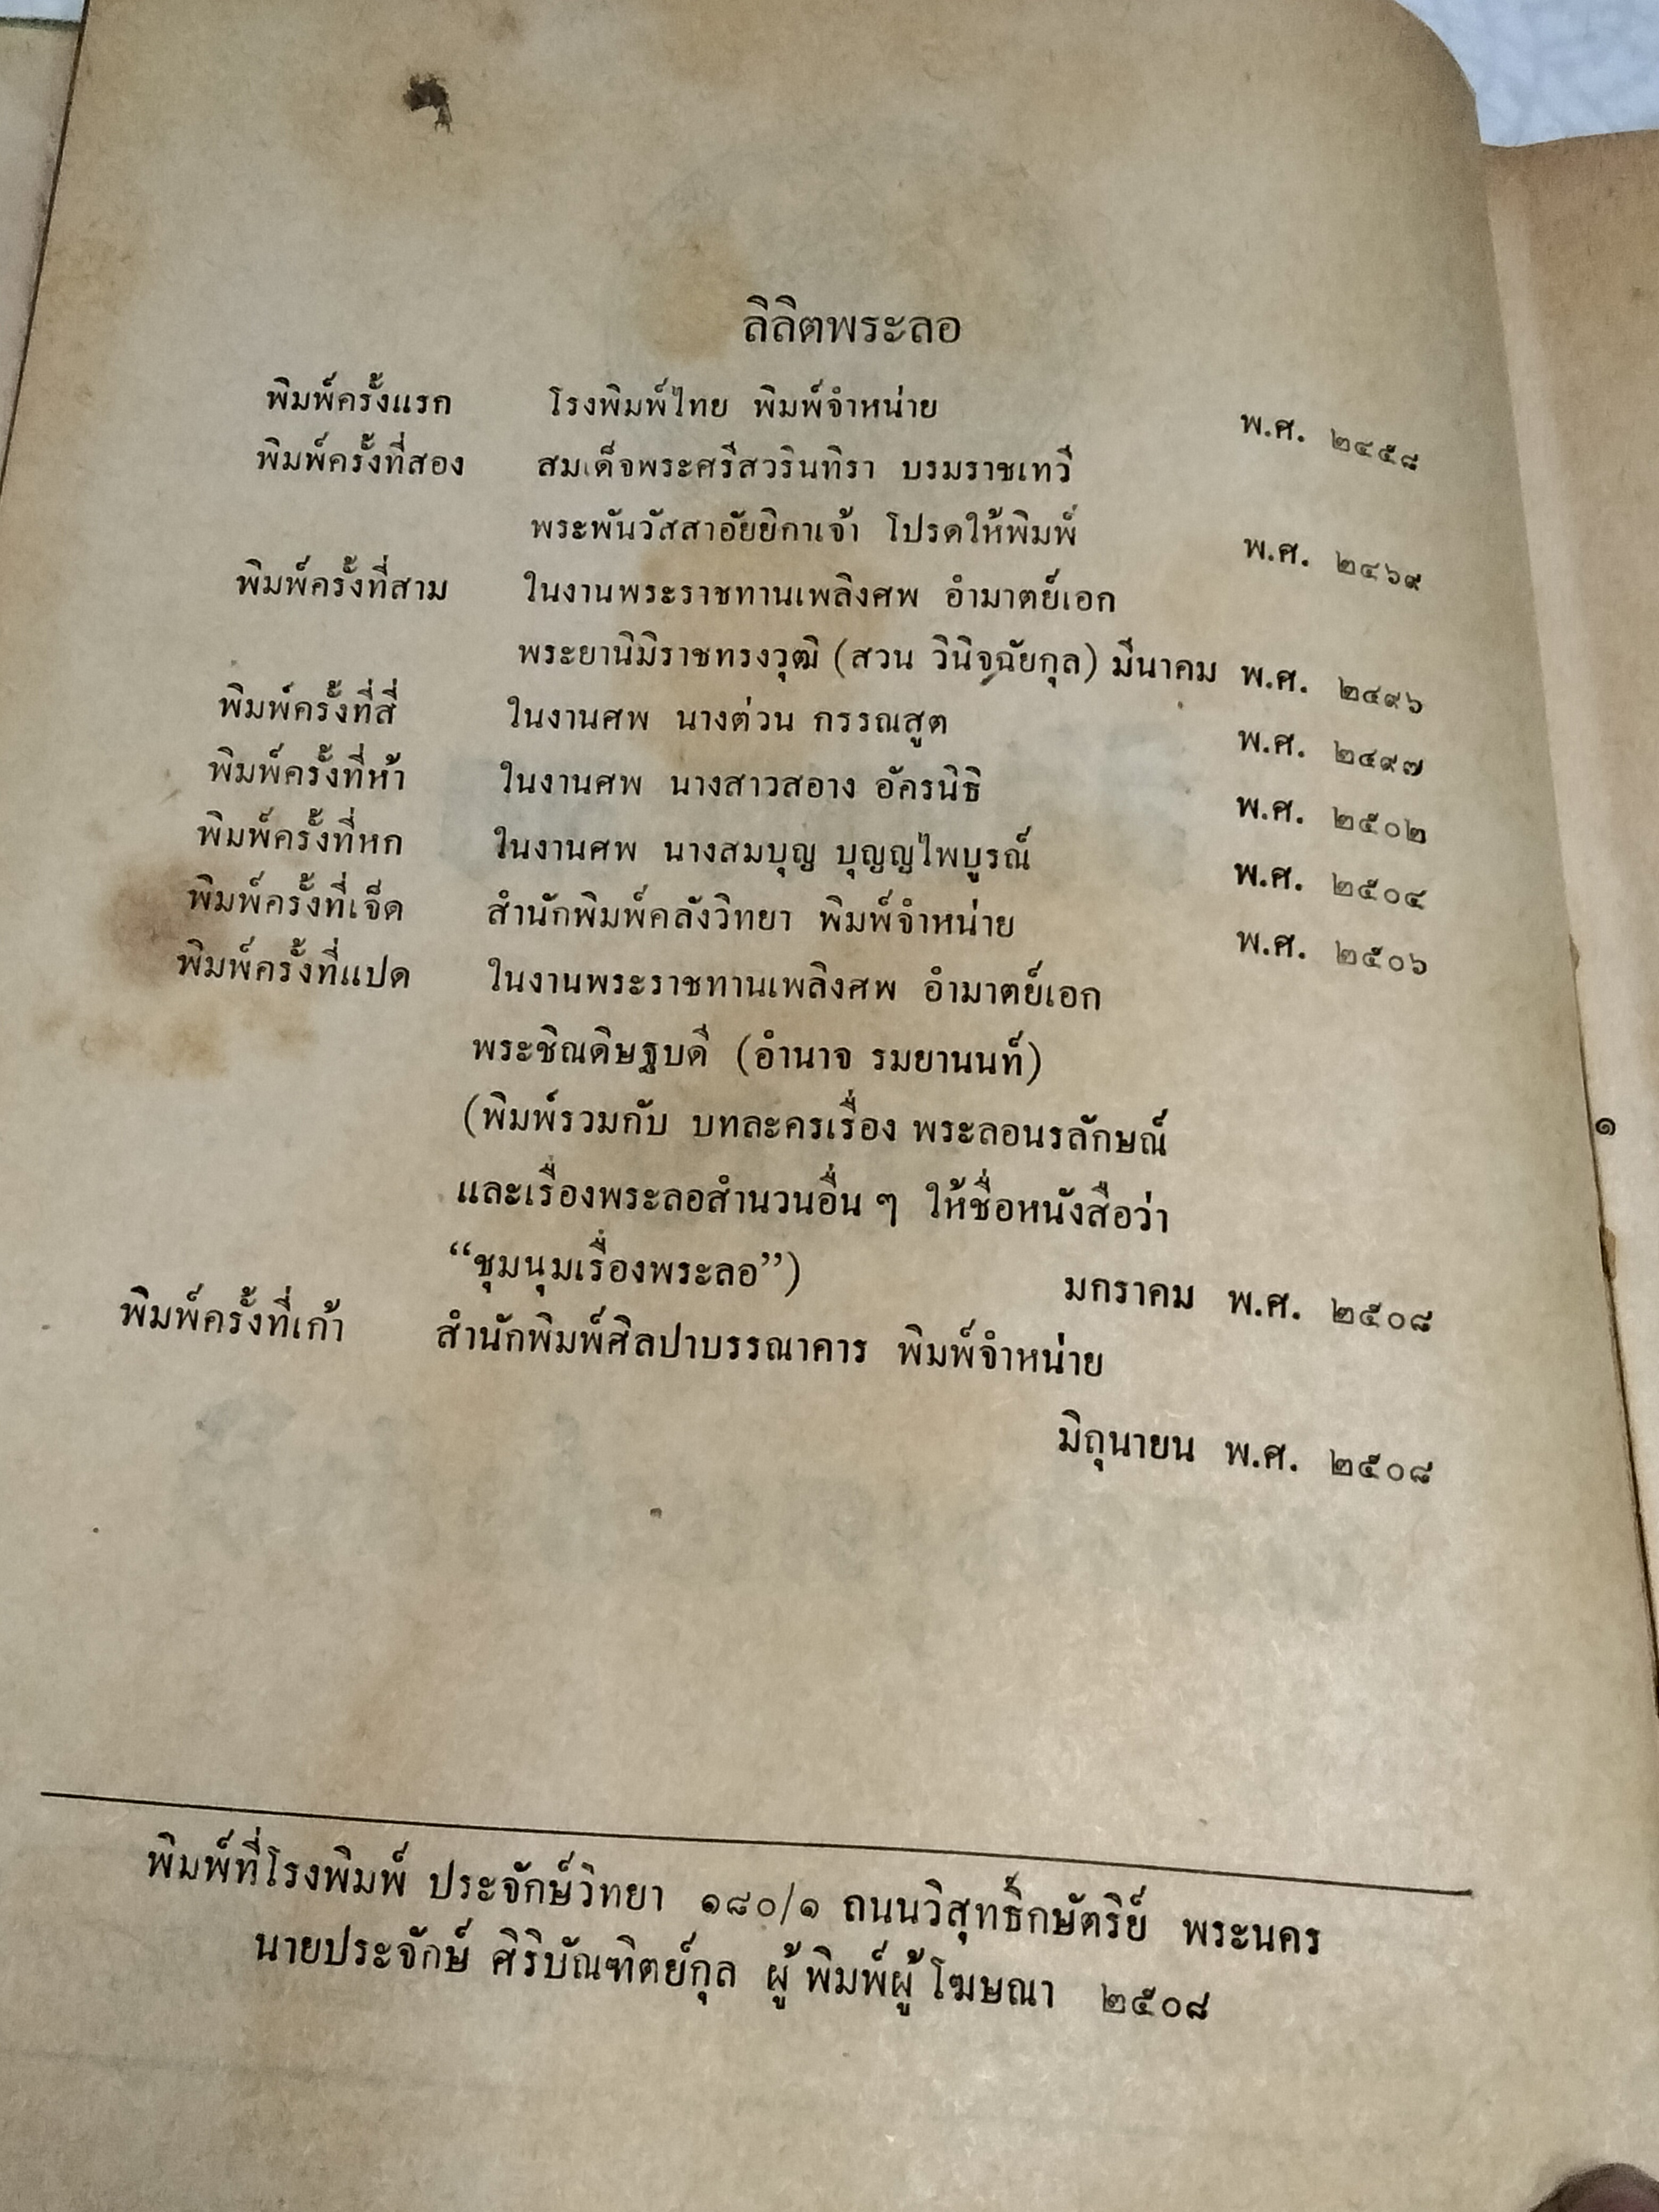 ลิลิตพระลอ
พิมพ์ครั้งแรก โรงพิมพ์ไทย พิมพ์จำหน่าย พ.ศ. ๒๔๕๘
พิมพ์ครั้งที่สอง สมเด็จพระศรีสวรินทิรา บรมราชเทวี
พระพันวัสสาอัยยิกาเจ้า โปรดให้พิมพ์ พ.ศ. ๒๔๖๙
พิมพ์ครั้งที่สาม ในงานพระราชทานเพลิงศพ อำมาตย์เอก
พระยานิมิราชทรงวุฒิ (สวน วินิจฉัยกุล) มีนาคม พ.ศ. ๒๔๙๖
พิมพ์ครั้งที่สี่ ในงานศพ นางต่วน กรรณสูต พ.ศ. ๒๔๙๗
พิมพ์ครั้งที่ห้า ในงานศพ นางสาวสอาง อัครนิธิ พ.ศ. ๒๕๐๒
พิมพ์ครั้งที่หก ในงานศพ นางสมบุญ บุญญไพบูรณ์ พ.ศ. ๒๕๐๔
พิมพ์ครั้งที่เจ็ด สำนักพิมพ์คลังวิทยา พิมพ์จำหน่าย พ.ศ. ๒๕๐๖
พิมพ์ครั้งที่แปด ในงานพระราชทานเพลิงศพ อำมาตย์เอก
พระชิณดิษฐบดี (อำนาจ รมยานนท์)
(พิมพ์รวมกับ บทละครเรื่อง พระลอนรลักษณ์
และเรื่องพระลอสำนวนอื่น ๆ ให้ชื่อหนังสือว่า
“ชุมนุมเรื่องพระลอ”) มกราคม พ.ศ. ๒๕๐๘
พิมพ์ครั้งที่เก้า สำนักพิมพ์ศิลปาบรรณาคาร พิมพ์จำหน่าย
มิถุนายน พ.ศ. ๒๕๐๘
พิมพ์ที่โรงพิมพ์ ประจักษ์วิทยา ๑๘๐/๑ ถนนวิสุทธิ์กษัตริย์ พระนคร
นายประจักษ์ ศิริบัณฑิตย์กุล ผู้พิมพ์ผู้โฆษณา ๒๕๐๘
๑